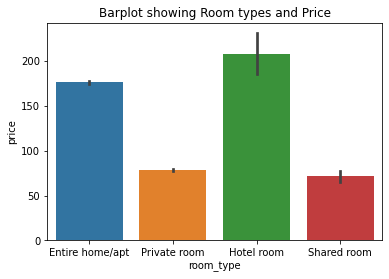 Barplot showing Room types and Price
price
200
150
100
50
0
Entire home/apt Private room Hotel room Shared room
room_type